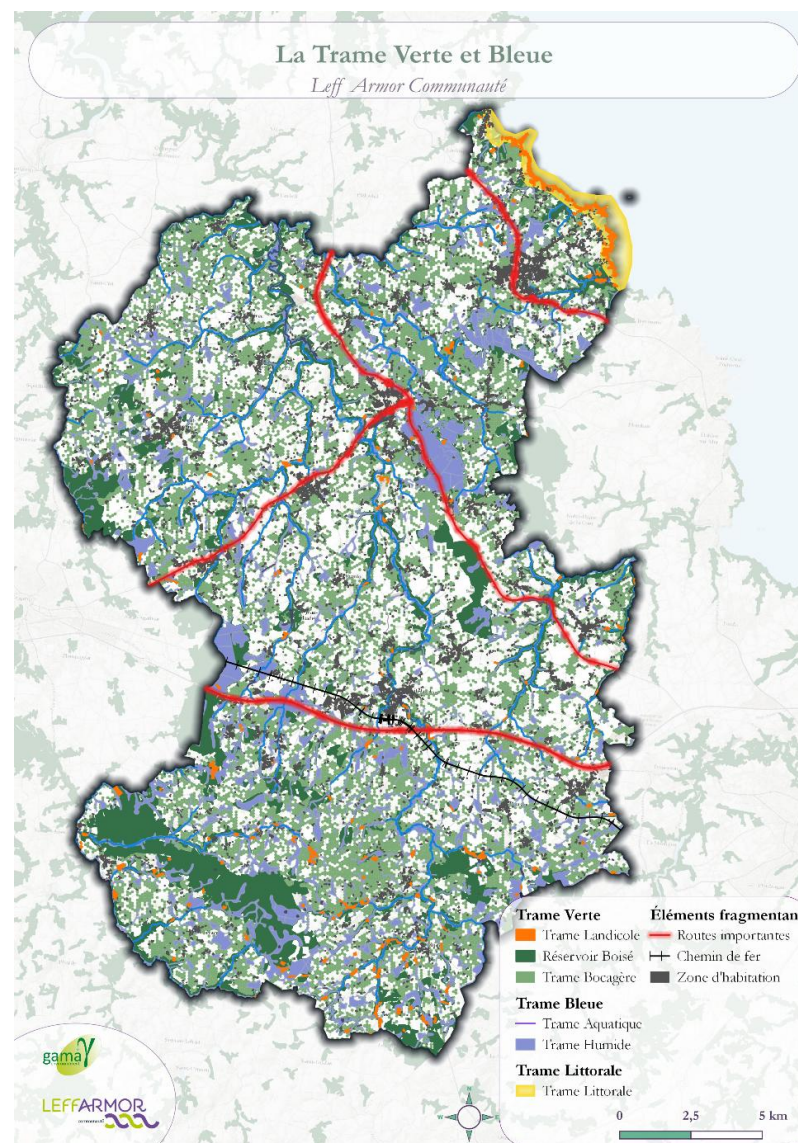 La Trame Verte et Bleue
Leff Armor Communauté
Trame Verte
Trame Landicole
Réservoir Boisé
Trame Bocagère
Trame Bleue
Trame Aquatique
Trame Humide
Trame Littorale
Trame Littorale
Éléments fragmentan
Routes importantes
Chemin de fer
Zone d'habitation
gama
LEFFARMOR
0 2,5 5 km